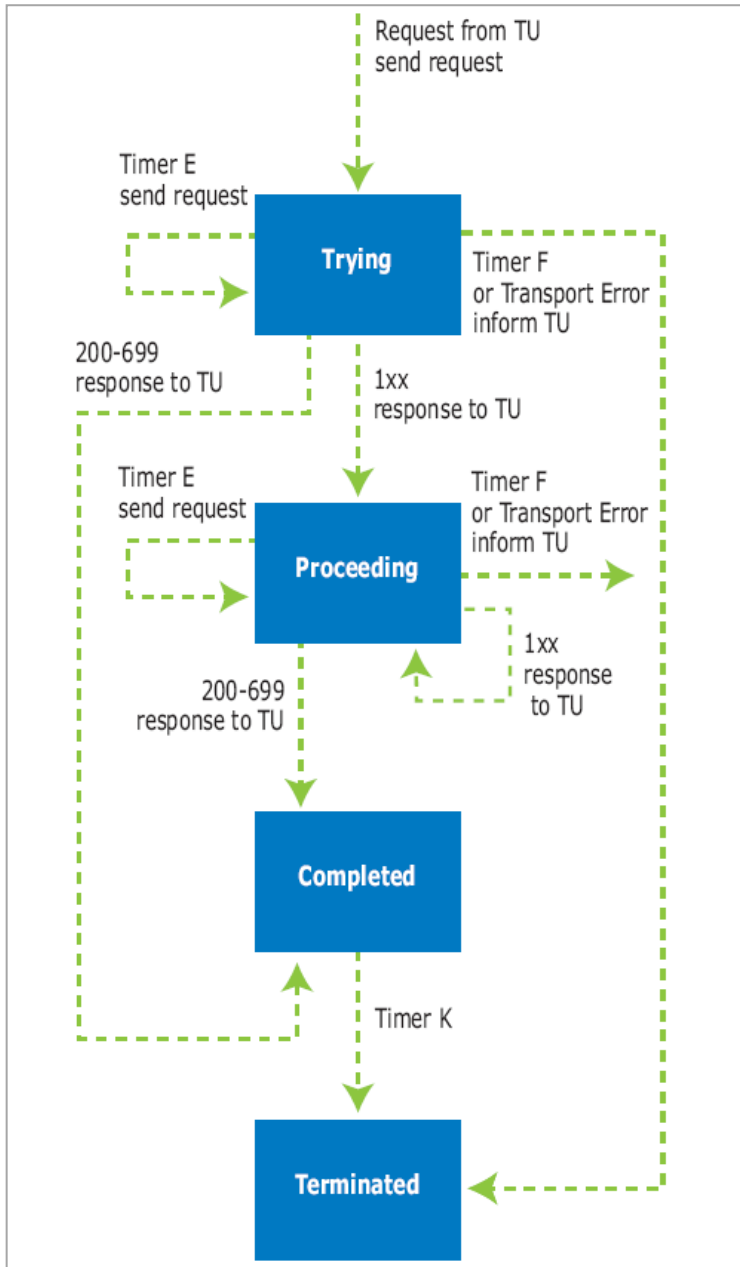 Request from TU
send request
Timer E
send request
Trying
Timer F
or Transport Error
inform TU
200-699
response to TU
1xx
response to TU
Timer E
send request
Timer F
or Transport Error
inform TU
Proceeding
1xx
response
to TU
200-699
response to TU
Completed
Timer K
Terminated